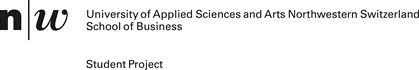 n|w University of Applied Sciences and Arts Northwestern Switzerland
School of Business
Student Project